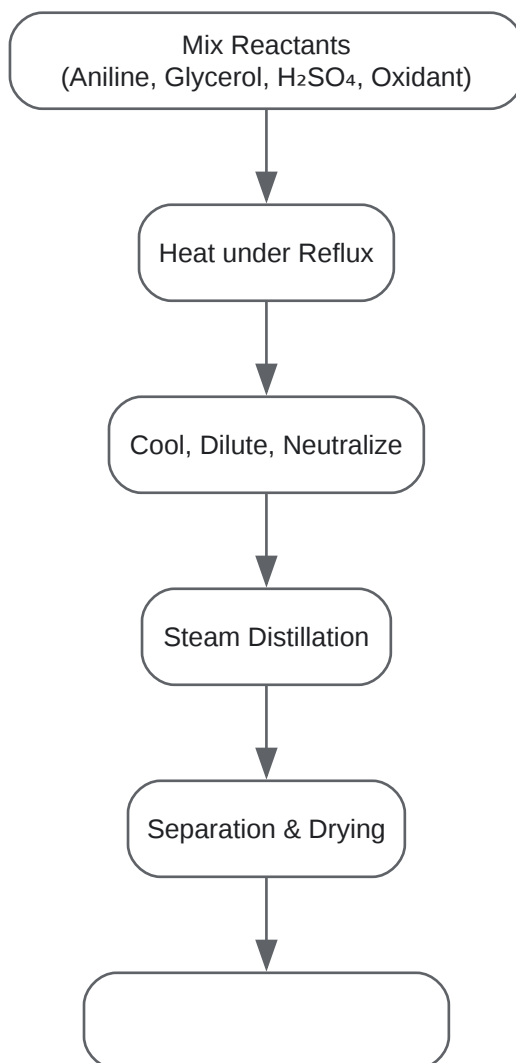 Mix Reactants
(Aniline, Glycerol, H₂SO₄, Oxidant)
Heat under Reflux
Cool, Dilute, Neutralize
Steam Distillation
Separation & Drying